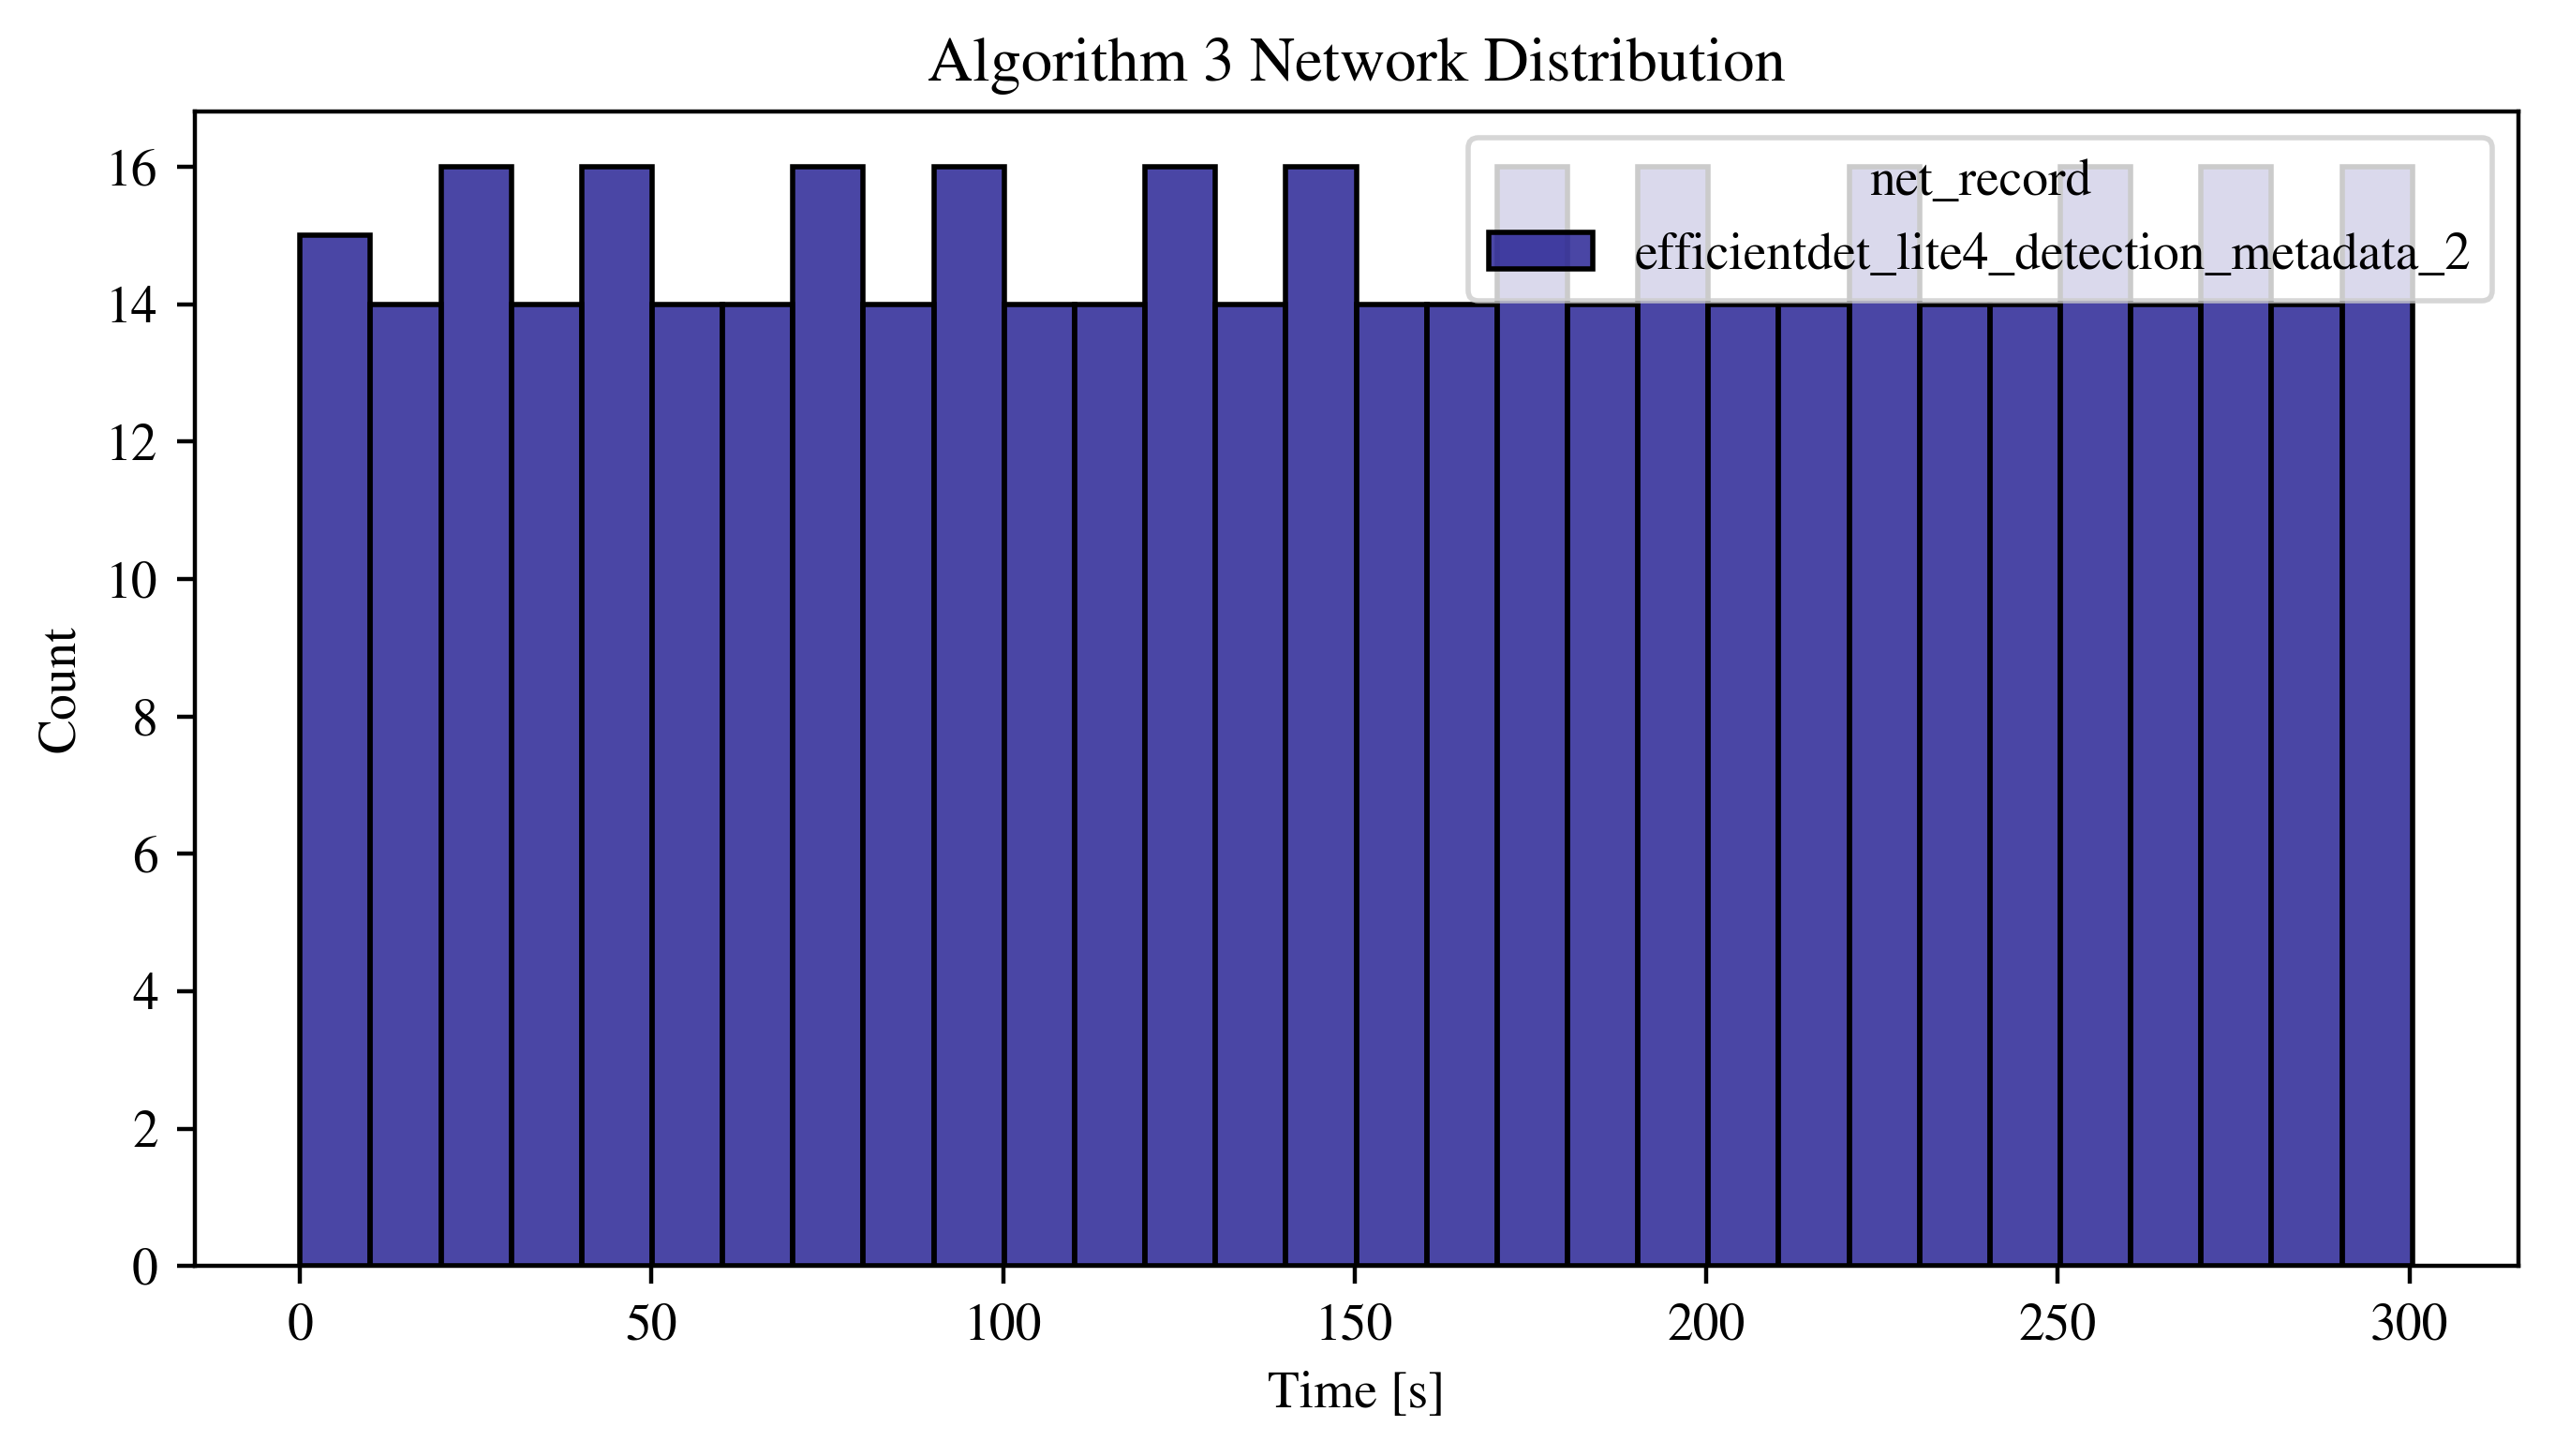 Algorithm 3 Network Distribution
net_record
efficientdet_lite4_detection_metadata_2
16
14
12
10
8
6
4
2
0
Count
0 50 100 150 200 250 300
Time [s]